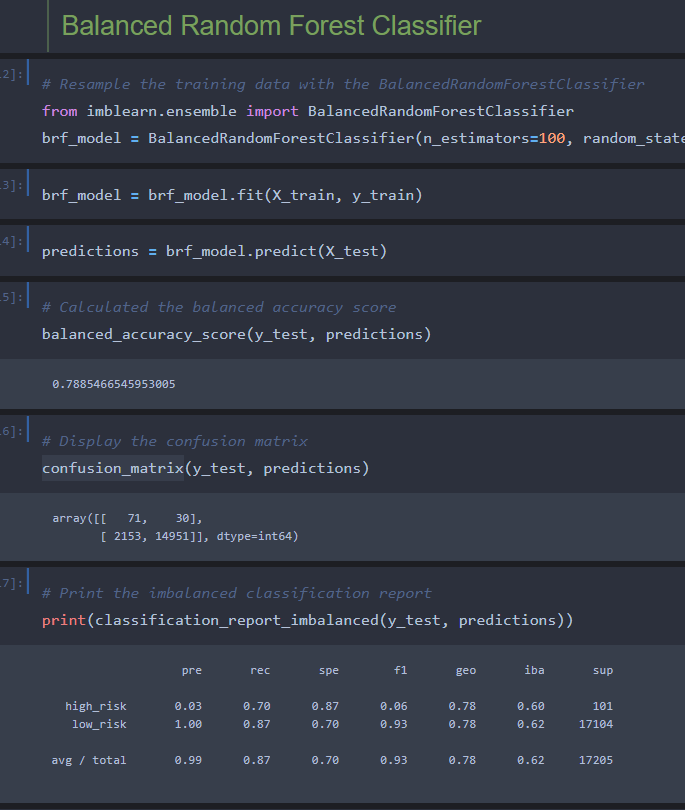 Balanced Random Forest Classifier
2]:
# Resample the training data with the BalancedRandomForestClassifier
from imblearn.ensemble import BalancedRandomForestClassifier
brf_model = BalancedRandomForestClassifier(n_estimators=100, random_state
3]:
brf_model = brf_model.fit(X_train, y_train)
4]:
predictions = brf_model.predict(X_test)
5]:
# Calculated the balanced accuracy score
balanced_accuracy_score(y_test, predictions)
0.7885466545953005
6]:
# Display the confusion matrix
confusion_matrix(y_test, predictions)
array([[   71,    30],
       [ 2153, 14951]], dtype=int64)
7]:
# Print the imbalanced classification report
print(classification_report_imbalanced(y_test, predictions))
pre rec spe f1 geo iba sup
high_risk 0.03 0.70 0.87 0.06 0.78 0.60 101
low_risk 1.00 0.87 0.70 0.93 0.78 0.62 17104
avg / total 0.99 0.87 0.70 0.93 0.78 0.62 17205